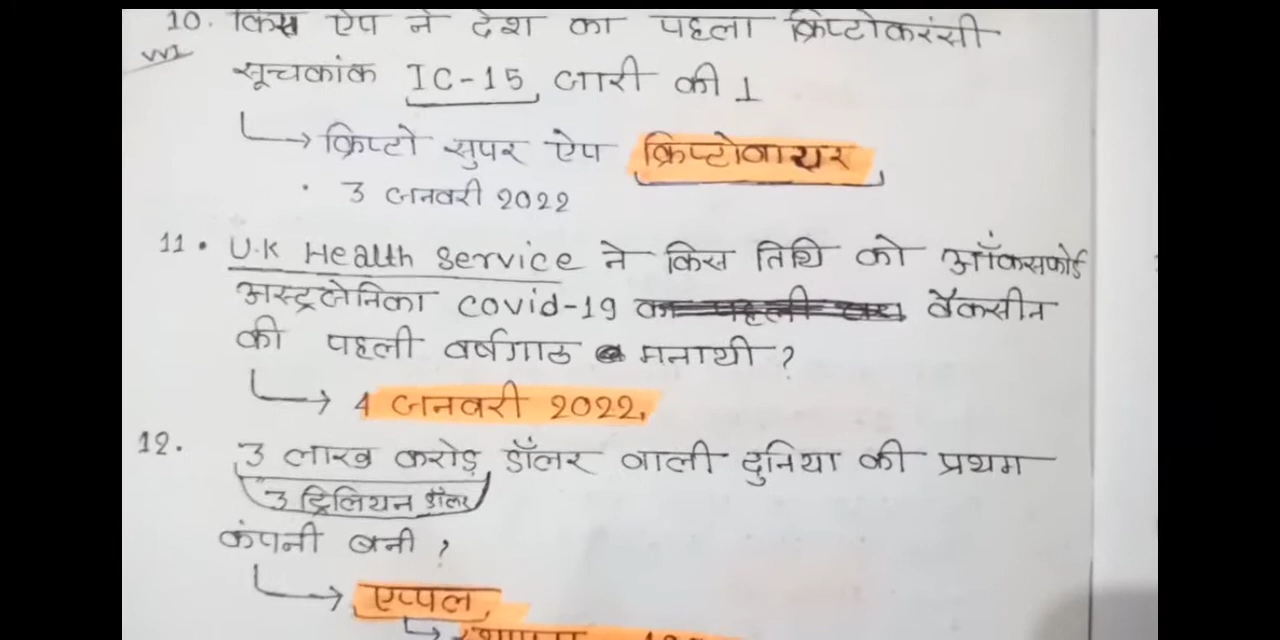 10. किस ऐप ने देश का पहला क्रिप्टोकरंसी
VVI
सूचकांक IC-15 जारी की ।
→ क्रिप्टो सुपर ऐप क्रिप्टोवायर
• 3 जनवरी 2022
11. U.K Health Service ने किस तिथि को ऑक्सफोर्ड
अस्ट्रजेनिका covid-19 वैक्सीन
की पहली वर्षगाठ मनायी ?
→ 4 जनवरी 2022.
12. 3 लाख करोड़ डॉलर वाली दुनिया की प्रथम
3 ट्रिलियन डॉलर
कंपनी बनी ?
→ एप्पल